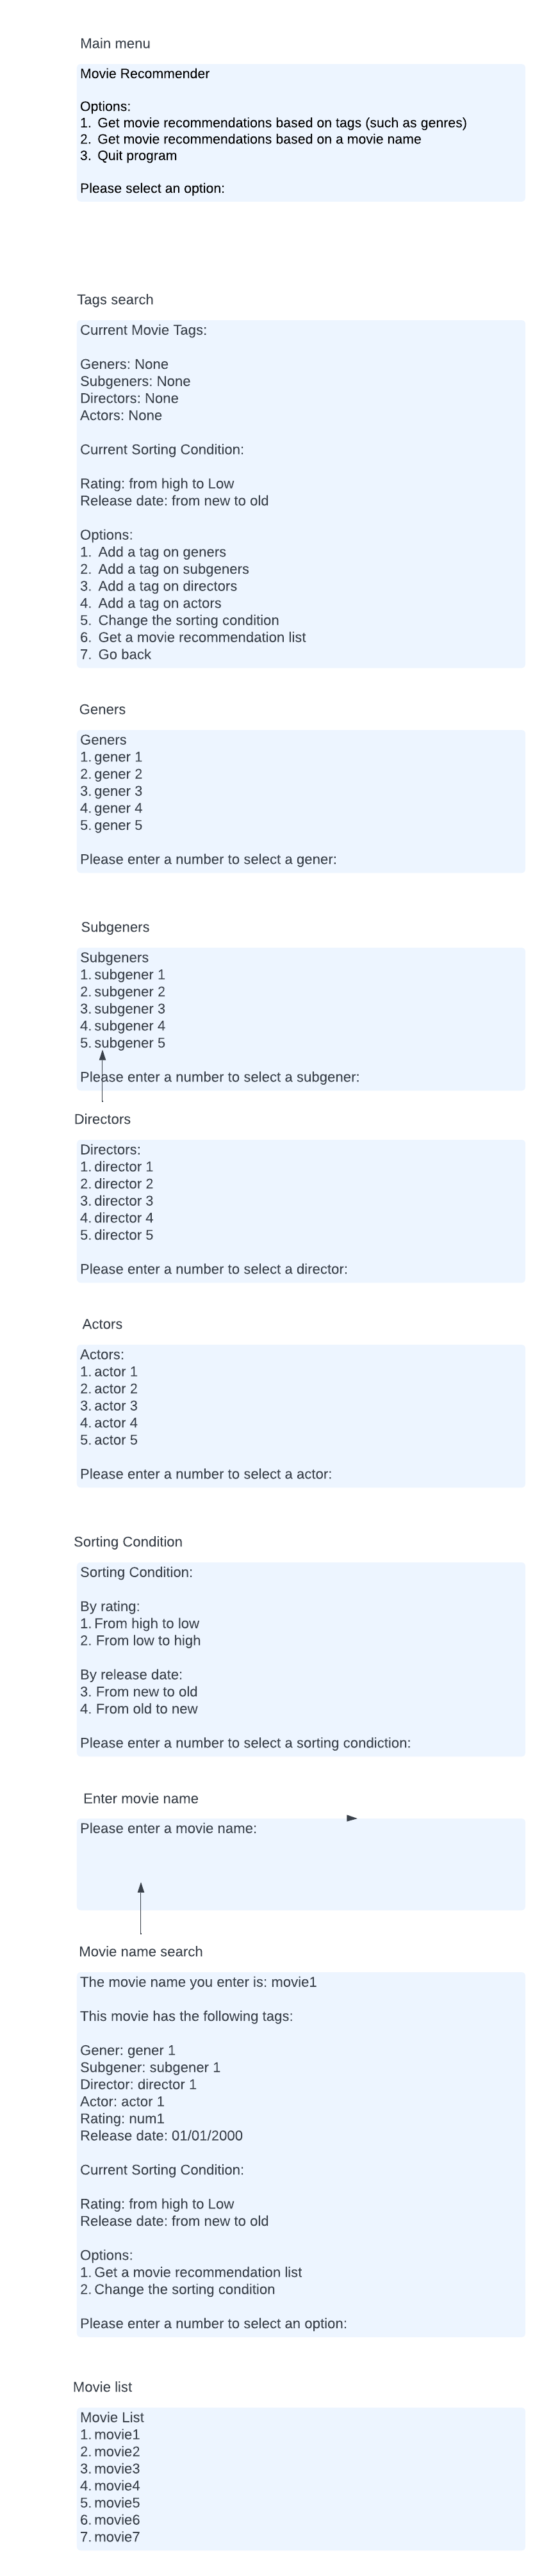 Main menu
Movie Recommender
Options:
1. Get movie recommendations based on tags (such as genres)
2. Get movie recommendations based on a movie name
3. Quit program
Please select an option:
Tags search
Current Movie Tags:
Geners: None
Subgeners: None
Directors: None
Actors: None
Current Sorting Condition:
Rating: from high to Low
Release date: from new to old
Options:
1. Add a tag on geners
2. Add a tag on subgeners
3. Add a tag on directors
4. Add a tag on actors
5. Change the sorting condition
6. Get a movie recommendation list
7. Go back
Geners
Geners
1. gener 1
2. gener 2
3. gener 3
4. gener 4
5. gener 5
Please enter a number to select a gener:
Subgeners
Subgeners
1. subgener 1
2. subgener 2
3. subgener 3
4. subgener 4
5. subgener 5
Please enter a number to select a subgener:
Directors
Directors:
1. director 1
2. director 2
3. director 3
4. director 4
5. director 5
Please enter a number to select a director:
Actors
Actors:
1. actor 1
2. actor 2
3. actor 3
4. actor 4
5. actor 5
Please enter a number to select a actor:
Sorting Condition
Sorting Condition:
By rating:
1. From high to low
2. From low to high
By release date:
3. From new to old
4. From old to new
Please enter a number to select a sorting condiction:
Enter movie name
Please enter a movie name:
Movie name search
The movie name you enter is: movie1
This movie has the following tags:
Gener: gener 1
Subgener: subgener 1
Director: director 1
Actor: actor 1
Rating: num1
Release date: 01/01/2000
Current Sorting Condition:
Rating: from high to Low
Release date: from new to old
Options:
1. Get a movie recommendation list
2. Change the sorting condition
Please enter a number to select an option:
Movie list
Movie List
1. movie1
2. movie2
3. movie3
4. movie4
5. movie5
6. movie6
7. movie7